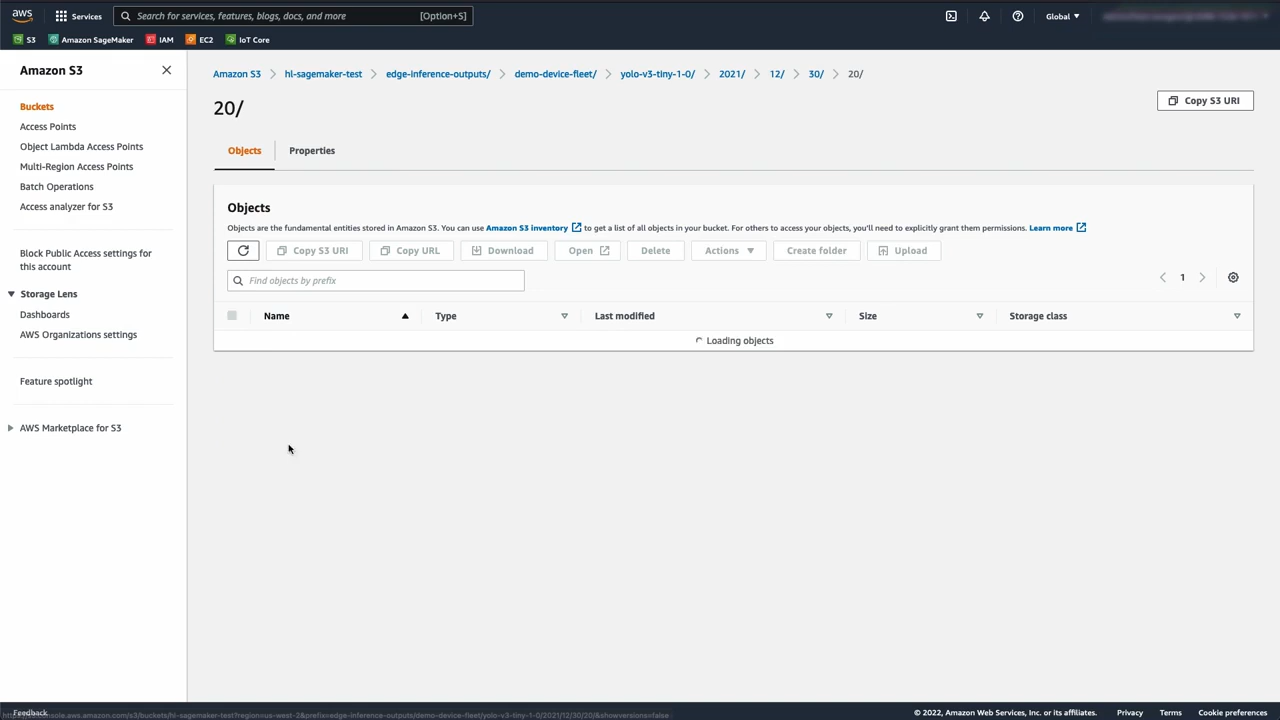 aws Services Search for services, features, blogs, docs, and more [Option+S] Global
S3 Amazon SageMaker IAM EC2 IoT Core
Amazon S3
Buckets
Access Points
Object Lambda Access Points
Multi-Region Access Points
Batch Operations
Access analyzer for S3
Block Public Access settings for
this account
Storage Lens
Dashboards
AWS Organizations settings
Feature spotlight
AWS Marketplace for S3
Amazon S3 hl-sagemaker-test edge-inference-outputs/ demo-device-fleet/ yolo-v3-tiny-1-0/ 2021/ 12/ 30/ 20/
20/
Copy S3 URI
Objects Properties
Objects
Objects are the fundamental entities stored in Amazon S3. You can use Amazon S3 inventory to get a list of all objects in your bucket. For others to access your objects, you'll need to explicitly grant them permissions. Learn more
Copy S3 URI Copy URL Download Open Delete Actions Create folder Upload
Find objects by prefix
1
Name Type Last modified Size Storage class
Loading objects
Feedback
© 2022, Amazon Web Services, Inc. or its affiliates. Privacy Terms Cookie preferences